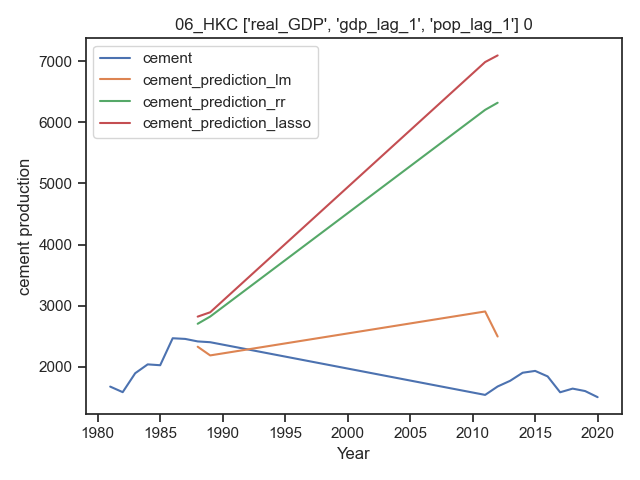 06_HKC ['real_GDP', 'gdp_lag_1', 'pop_lag_1'] 0
cement
cement_prediction_lm
cement_prediction_rr
cement_prediction_lasso
cement production
7000
6000
5000
4000
3000
2000
1980
1985
1990
1995
2000
2005
2010
2015
2020
Year